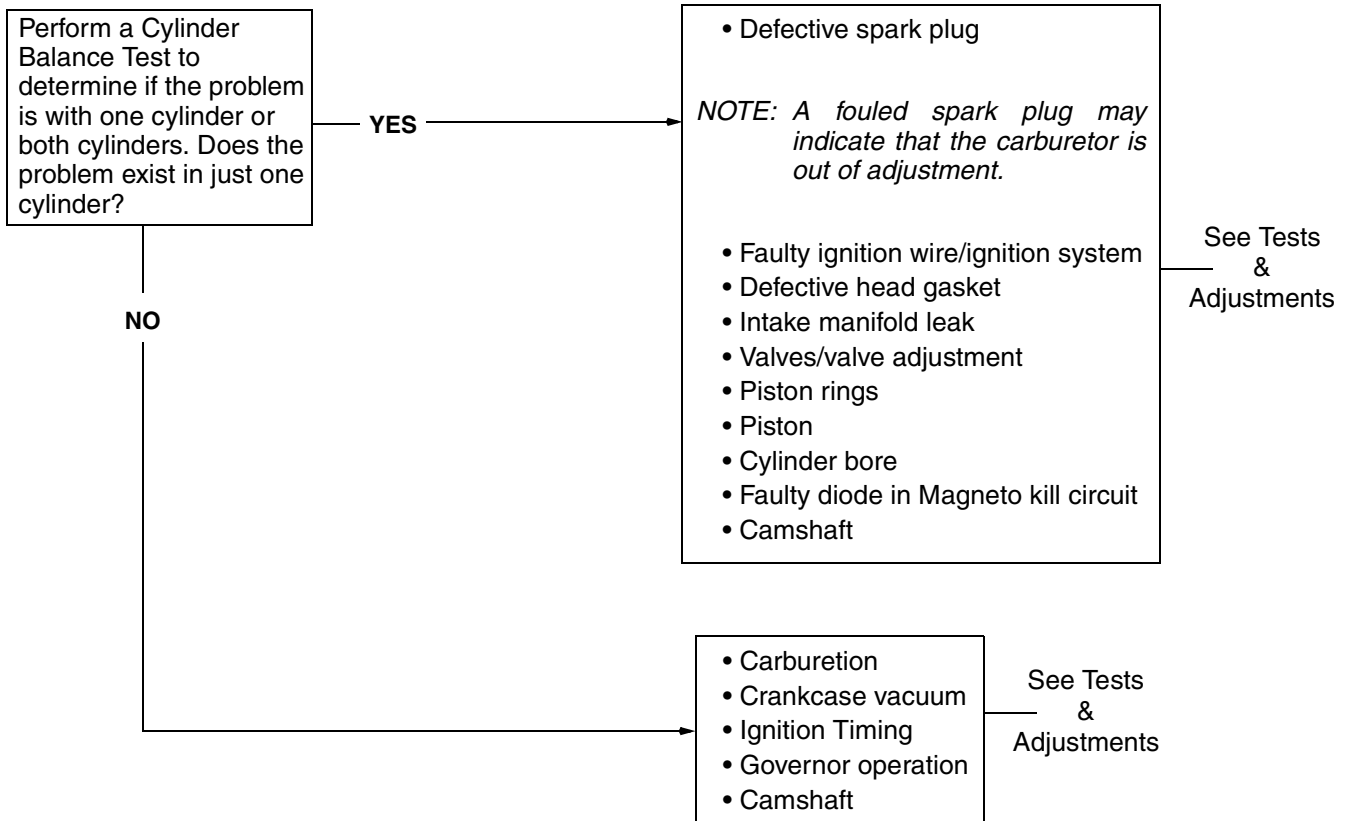 Perform a Cylinder
Balance Test to
determine if the problem
is with one cylinder or
both cylinders. Does the
problem exist in just one
cylinder?
YES
NO
• Defective spark plug
NOTE: A fouled spark plug may
indicate that the carburetor is
out of adjustment.
• Faulty ignition wire/ignition system
• Defective head gasket
• Intake manifold leak
• Valves/valve adjustment
• Piston rings
• Piston
• Cylinder bore
• Faulty diode in Magneto kill circuit
• Camshaft
See Tests
&
Adjustments
• Carburetion
• Crankcase vacuum
• Ignition Timing
• Governor operation
• Camshaft
See Tests
&
Adjustments